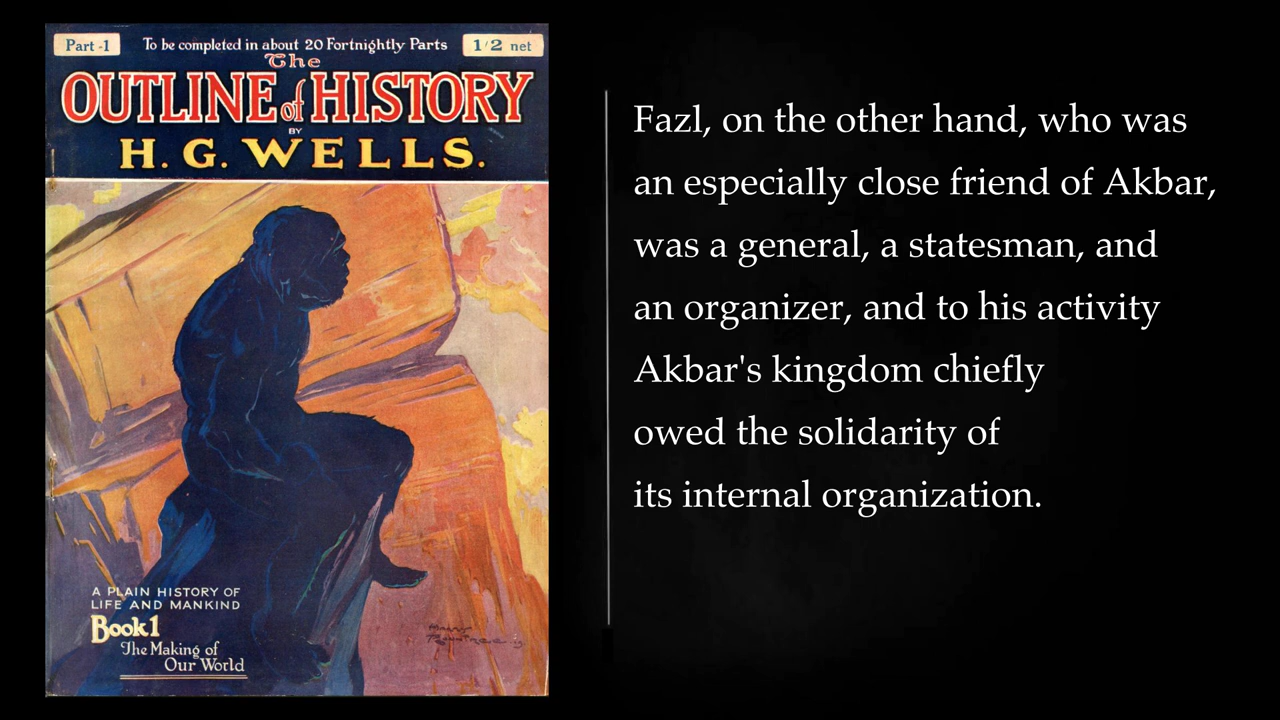 Part -1
To be completed in about 20 Fortnightly Parts
1/2 net
The
OUTLINE of HISTORY
BY
H. G. WELLS.
A PLAIN HISTORY OF
LIFE AND MANKIND
Book 1
The Making of
Our World
Fazl, on the other hand, who was
an especially close friend of Akbar,
was a general, a statesman, and
an organizer, and to his activity
Akbar's kingdom chiefly
owed the solidarity of
its internal organization.